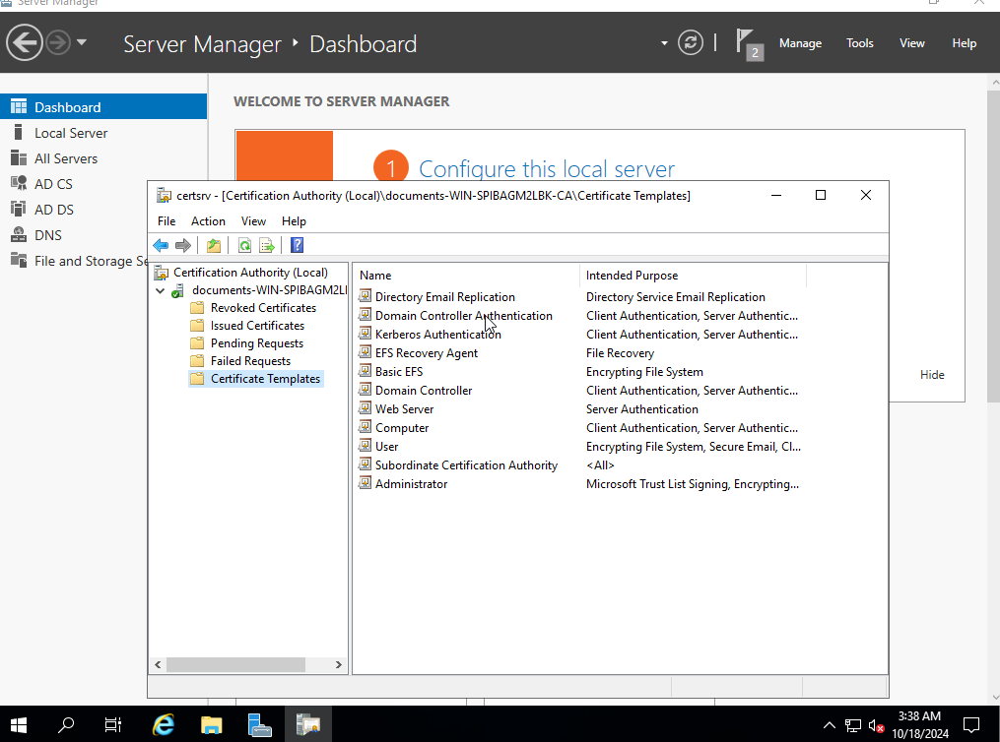 Server Manager
Server Manager ‣ Dashboard
2
Manage Tools View Help
Dashboard
Local Server
All Servers
AD CS
AD DS
DNS
File and Storage Se
WELCOME TO SERVER MANAGER
1 Configure this local server
Hide
certsrv - [Certification Authority (Local)\documents-WIN-SPIBAGM2LBK-CA\Certificate Templates]
File Action View Help
Certification Authority (Local)
documents-WIN-SPIBAGM2LI
Revoked Certificates
Issued Certificates
Pending Requests
Failed Requests
Certificate Templates
Name Intended Purpose
Directory Email Replication Directory Service Email Replication
Domain Controller Authentication Client Authentication, Server Authentic...
Kerberos Authentication Client Authentication, Server Authentic...
EFS Recovery Agent File Recovery
Basic EFS Encrypting File System
Domain Controller Client Authentication, Server Authentic...
Web Server Server Authentication
Computer Client Authentication, Server Authentic...
User Encrypting File System, Secure Email, Cl...
Subordinate Certification Authority <All>
Administrator Microsoft Trust List Signing, Encrypting...
3:38 AM
10/18/2024